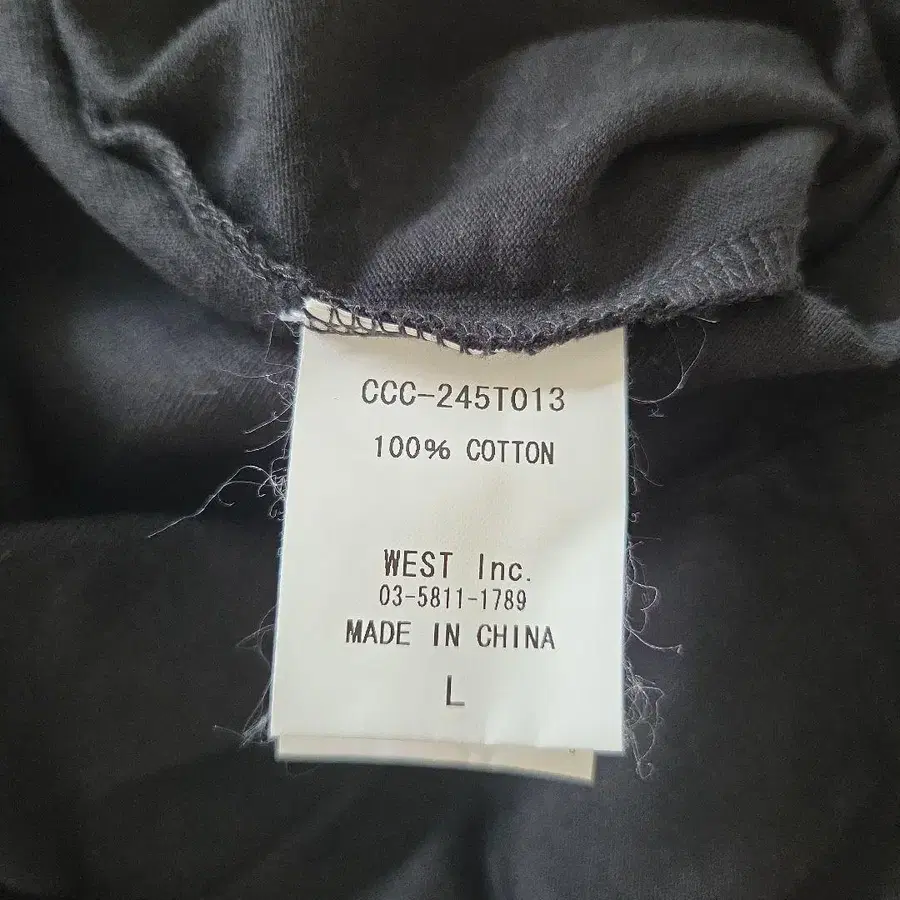 CCC-245T013
100% COTTON
WEST Inc.
03-5811-1789
MADE IN CHINA
L